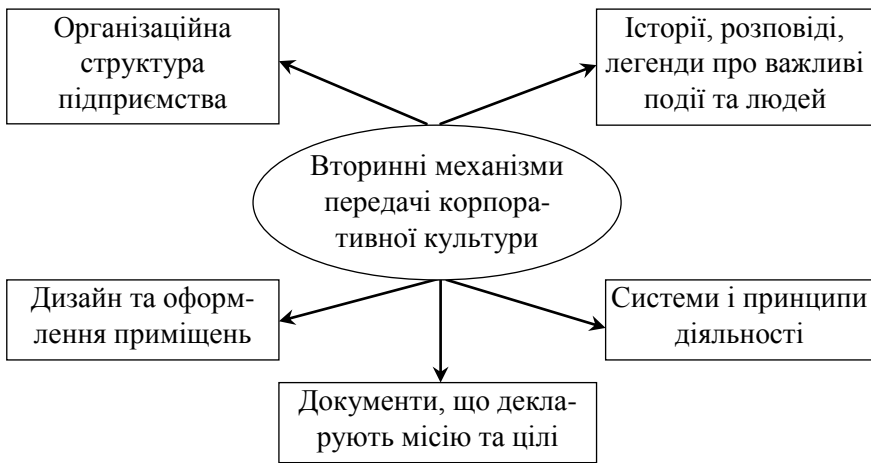 Організаційна
структура
підприємства
Історії, розповіді,
легенди про важливі
події та людей
Вторинні механізми
передачі корпора-
тивної культури
Дизайн та оформ-
лення приміщень
Системи і принципи
діяльності
Документи, що декла-
рують місію та цілі